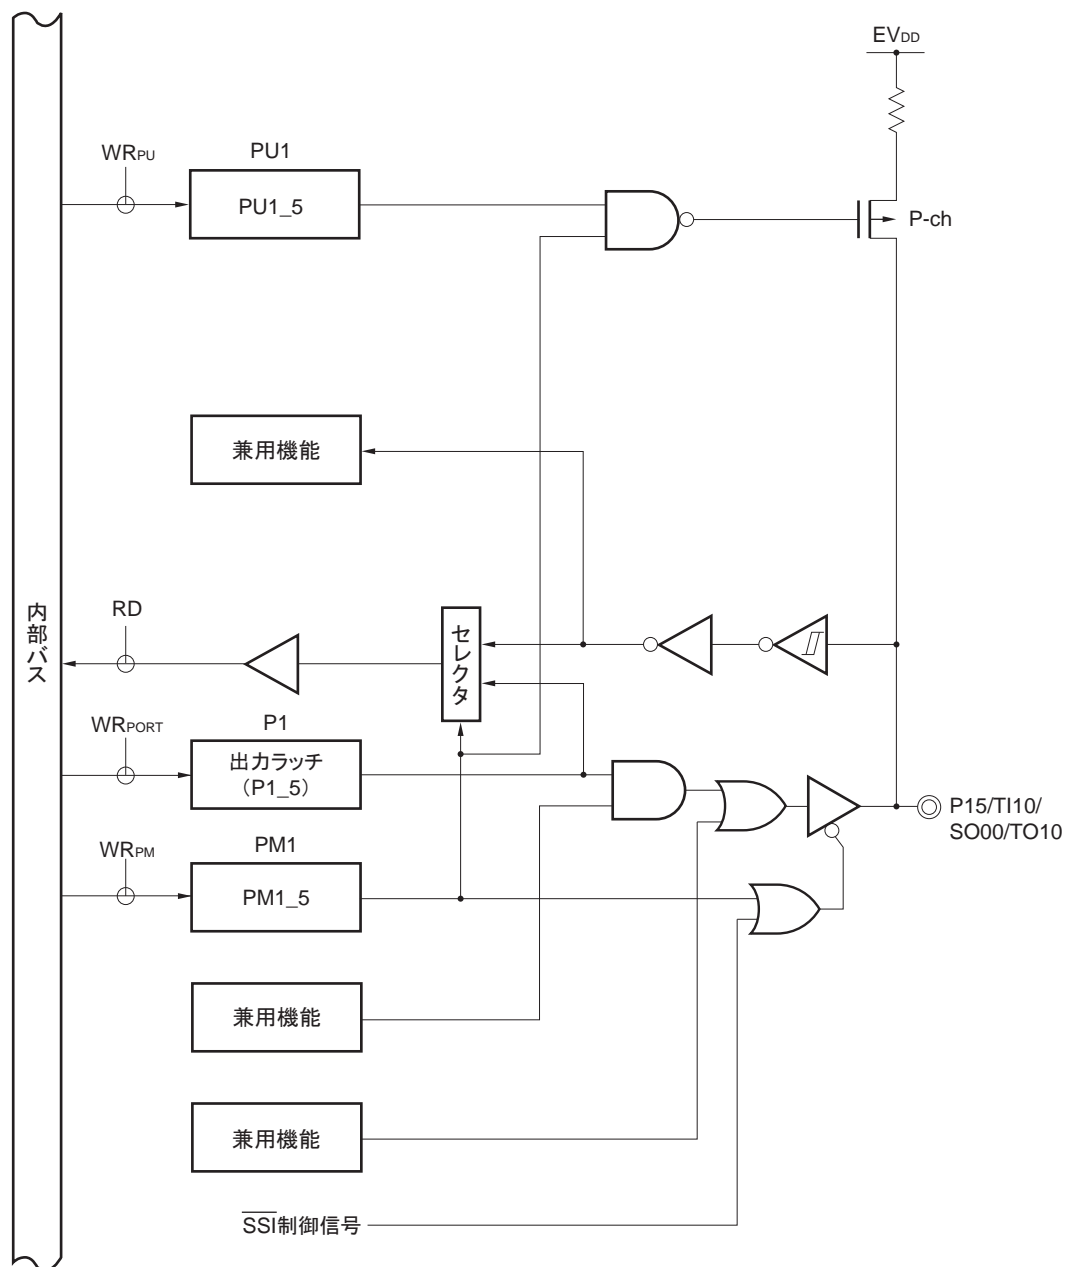 EVDD
WRPU
PU1
PU1_5
P-ch
兼用機能
内部バス
RD
セレクタ
WRPORT
P1
出力ラッチ
（P1_5）
P15/TI10/
SO00/TO10
WRPM
PM1
PM1_5
兼用機能
兼用機能
SSI制御信号